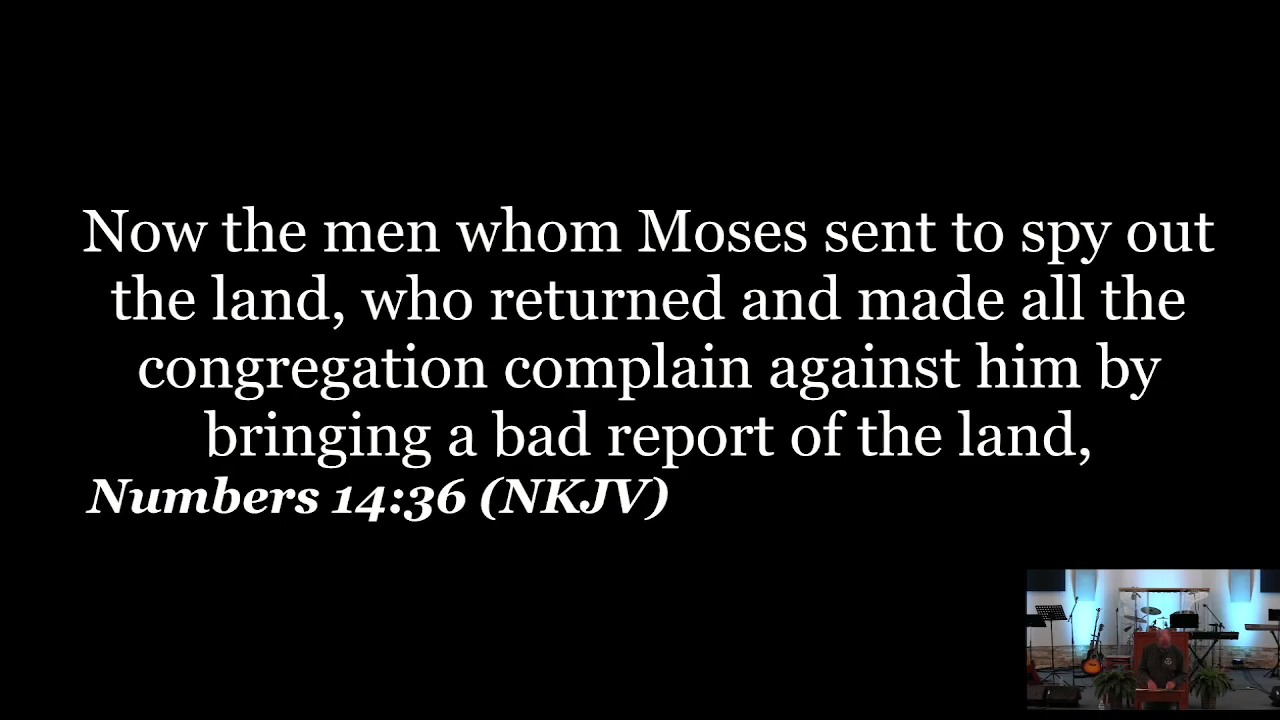 Now the men whom Moses sent to spy out
the land, who returned and made all the
congregation complain against him by
bringing a bad report of the land,
Numbers 14:36 (NKJV)